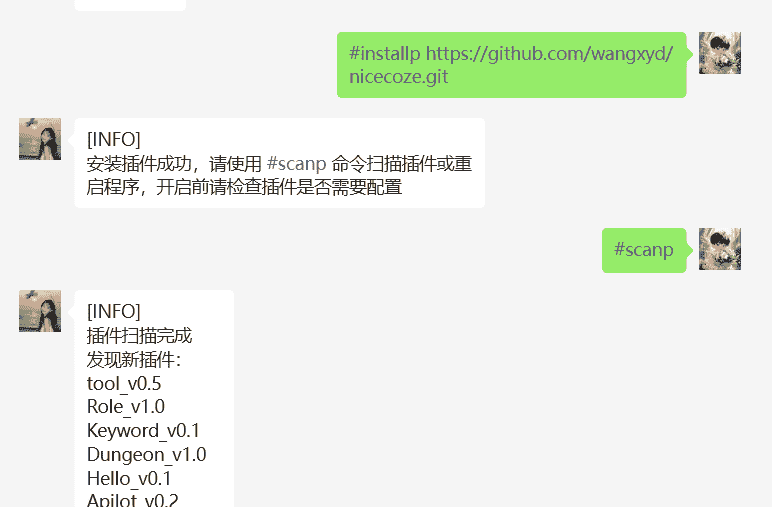 #installp https://github.com/wangxyd/
nicecoze.git
[INFO]
安装插件成功，请使用 #scanp 命令扫描插件或重
启程序，开启前请检查插件是否需要配置
#scanp
[INFO]
插件扫描完成
发现新插件：
tool_v0.5
Role_v1.0
Keyword_v0.1
Dungeon_v1.0
Hello_v0.1
Apilot_v0.2